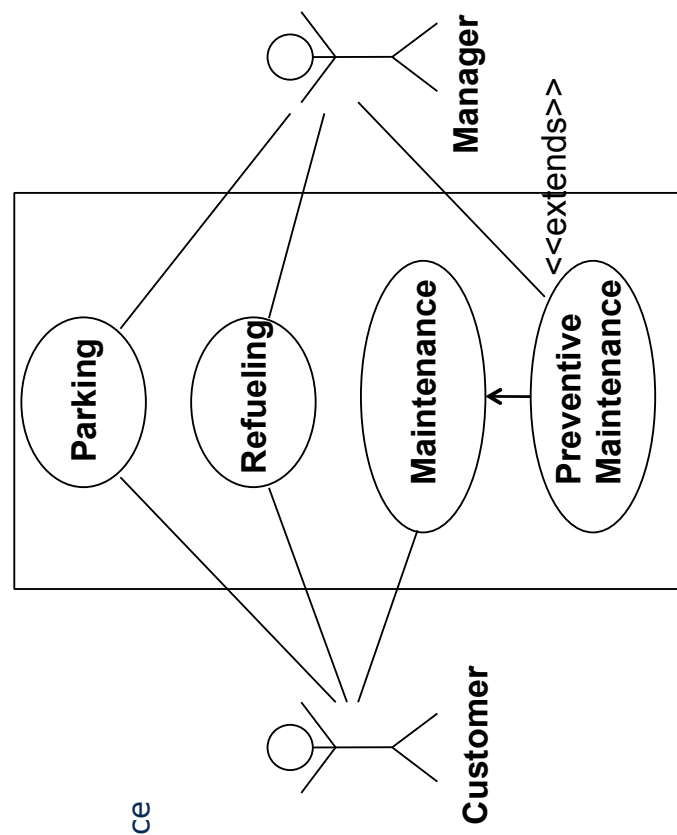 ce
Customer
Parking
Refueling
Maintenance
Preventive
Maintenance
<<extends>>
Manager